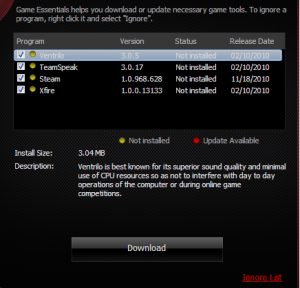 Game Essentials helps you download or update necessary game tools. To ignore a
program, right click it and select "Ignore".
Program Version Status Release Date
Ventrilo 3.0.5 Not installed 02/10/2010
TeamSpeak 3.0.17 Not installed 02/10/2010
Steam 1.0.968.628 Not installed 11/18/2010
Xfire 1.0.0.13133 Not installed 02/10/2010
Not installed Update Available
Install Size: 3.04 MB
Description: Ventrilo is best known for its superior sound quality and minimal
use of CPU resources so as not to interfere with day to day
operations of the computer or during online game
competitions.
Download
Ignore List